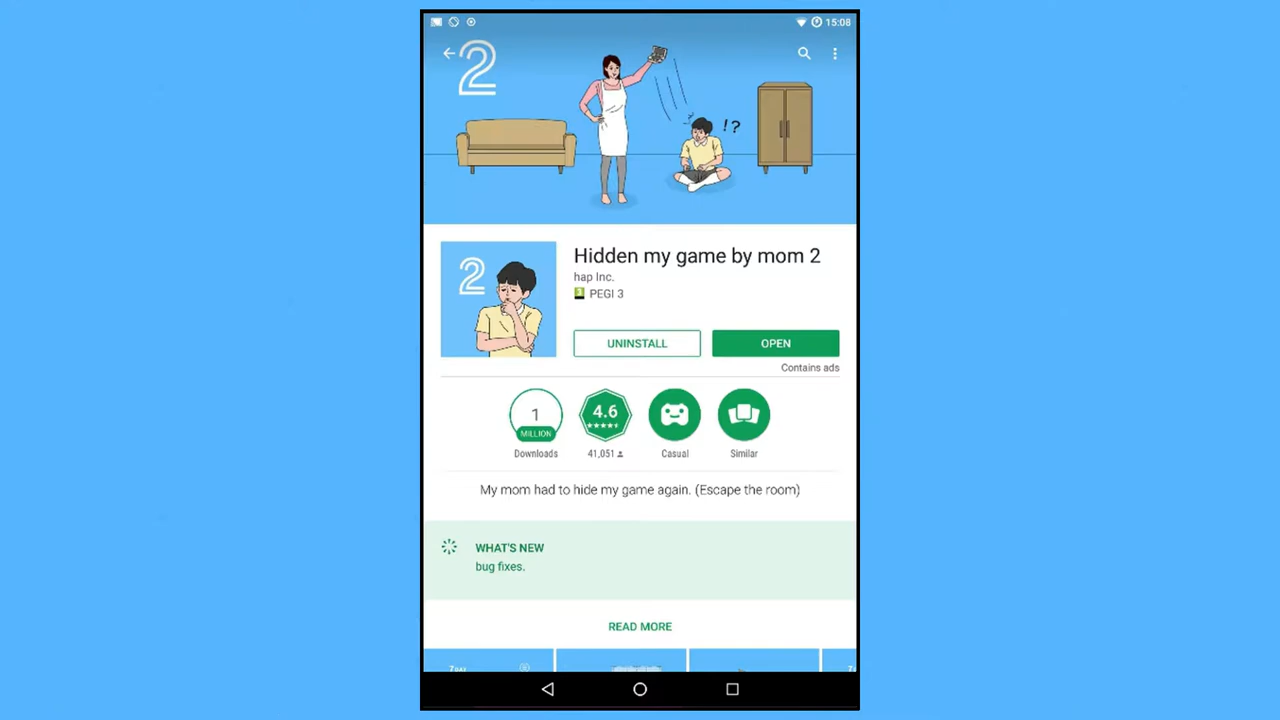 15:08
2
!?
2
Hidden my game by mom 2
hap Inc.
3 PEGI 3
UNINSTALL
OPEN
Contains ads
1
MILLION
Downloads
4.6
41,051
Casual
Similar
My mom had to hide my game again. (Escape the room)
WHAT'S NEW
bug fixes.
READ MORE
7DAY